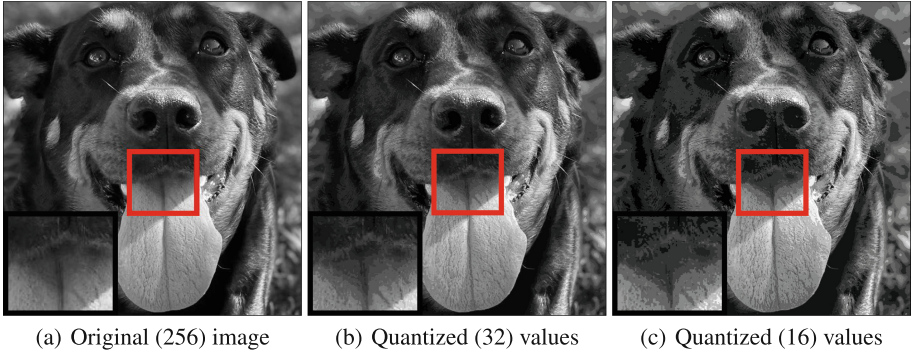 (a) Original (256) image
(b) Quantized (32) values
(c) Quantized (16) values